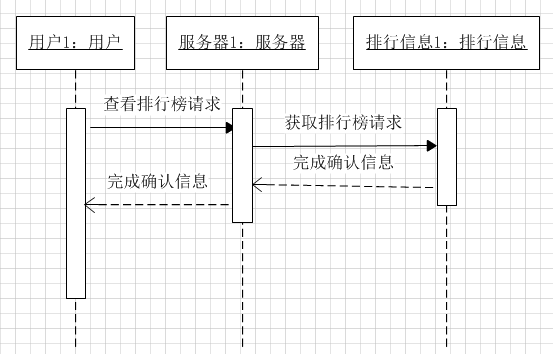 用户1：用户
服务器1：服务器
排行信息1：排行信息
查看排行榜请求
获取排行榜请求
完成确认信息
完成确认信息